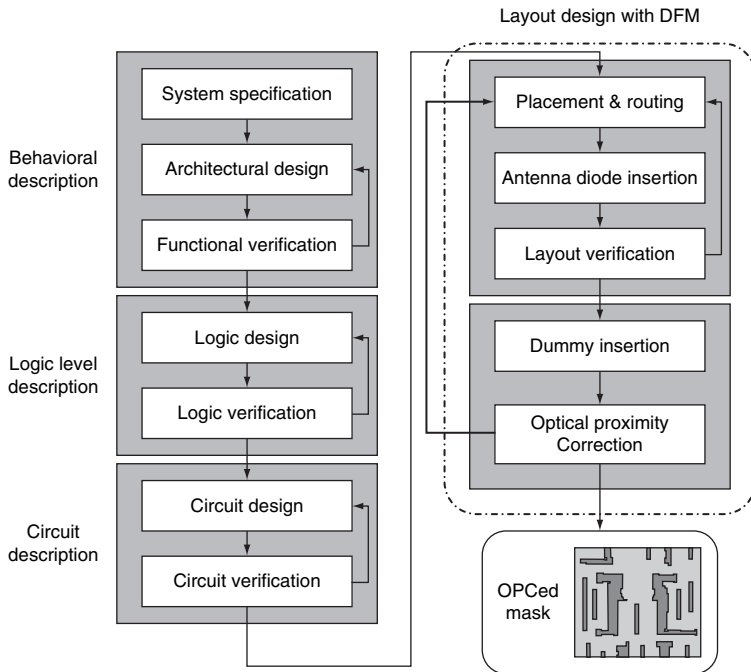 Layout design with DFM
Behavioral
description
System specification
Architectural design
Functional verification
Logic level
description
Logic design
Logic verification
Circuit
description
Circuit design
Circuit verification
Placement & routing
Antenna diode insertion
Layout verification
Dummy insertion
Optical proximity
Correction
OPCed
mask